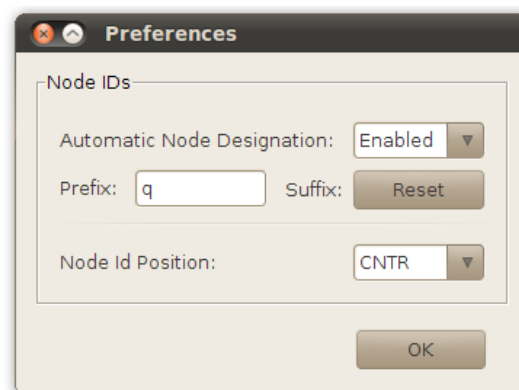 Preferences
Node IDs
Automatic Node Designation: Enabled
Prefix: q Suffix: Reset
Node Id Position: CNTR
OK